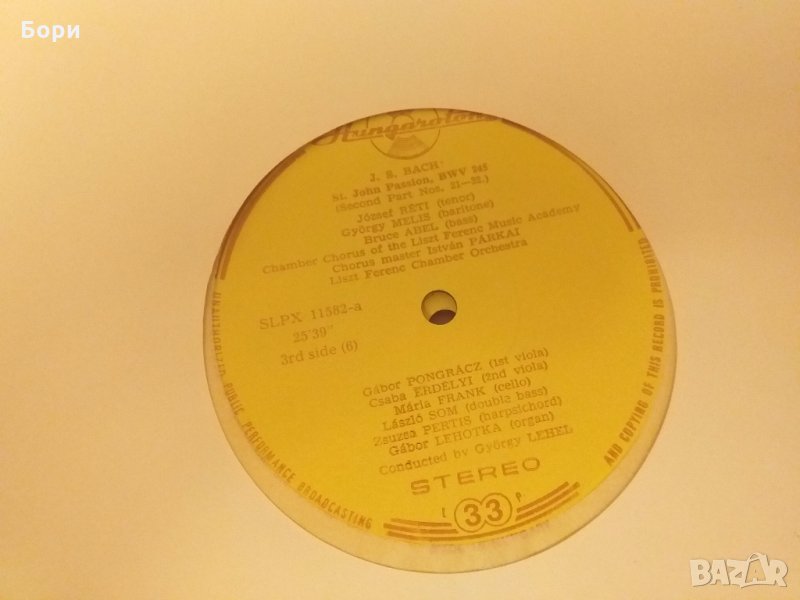 Бори
Hungaroton
J. S. BACH:
St. John Passion, BWV 245
(Second Part Nos. 21—32.)
József RÉTI (tenor)
György MELIS (baritone)
Bruce ABEL (bass)
Chamber Chorus of the Liszt Ferenc Music Academy
Chorus master István PÁRKAI
Liszt Ferenc Chamber Orchestra
SLPX 11582-a
25'39"
3rd side (6)
Gábor PONGRÁCZ (1st viola)
Csaba ERDÉLYI (2nd viola)
Mária FRANK (cello)
László SOM (double bass)
Zsuzsa PERTIS (harpsichord)
Gábor LEHOTKA (organ)
Conducted by György LEHEL
STEREO
L 33 P
UNAUTHORIZED PUBLIC PERFORMANCE BROADCASTING
AND COPYING OF THIS RECORD IS PROHIBITED
BAZAR